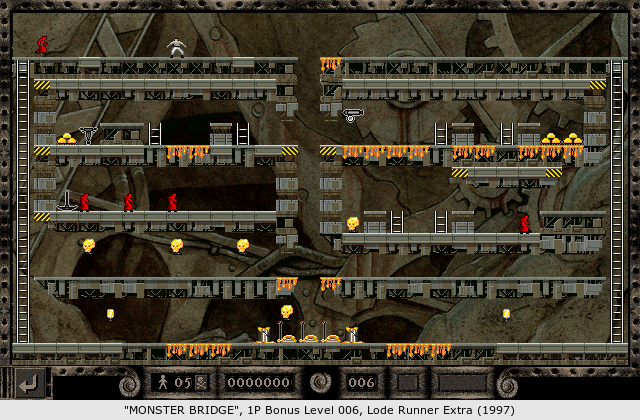 05 0000000 006
"MONSTER BRIDGE", 1P Bonus Level 006, Lode Runner Extra (1997)